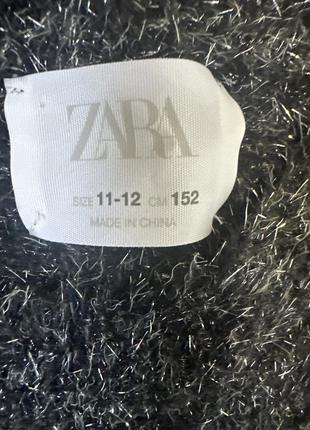 ZARA
SIZE 11-12 CM 152
MADE IN CHINA